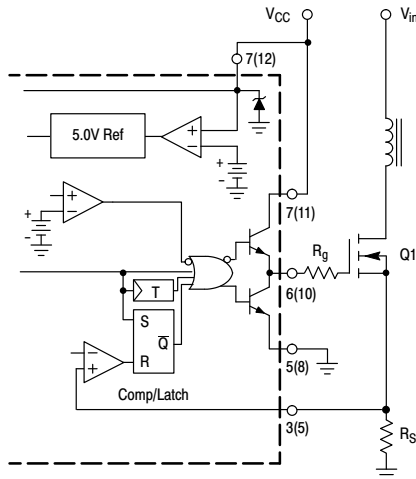 VCC
Vin
7(12)
5.0V Ref
+
-
+
-
+
-
+
-
7(11)
Rg
Q1
6(10)
T
S
Q
R
5(8)
-
+
Comp/Latch
3(5)
RS